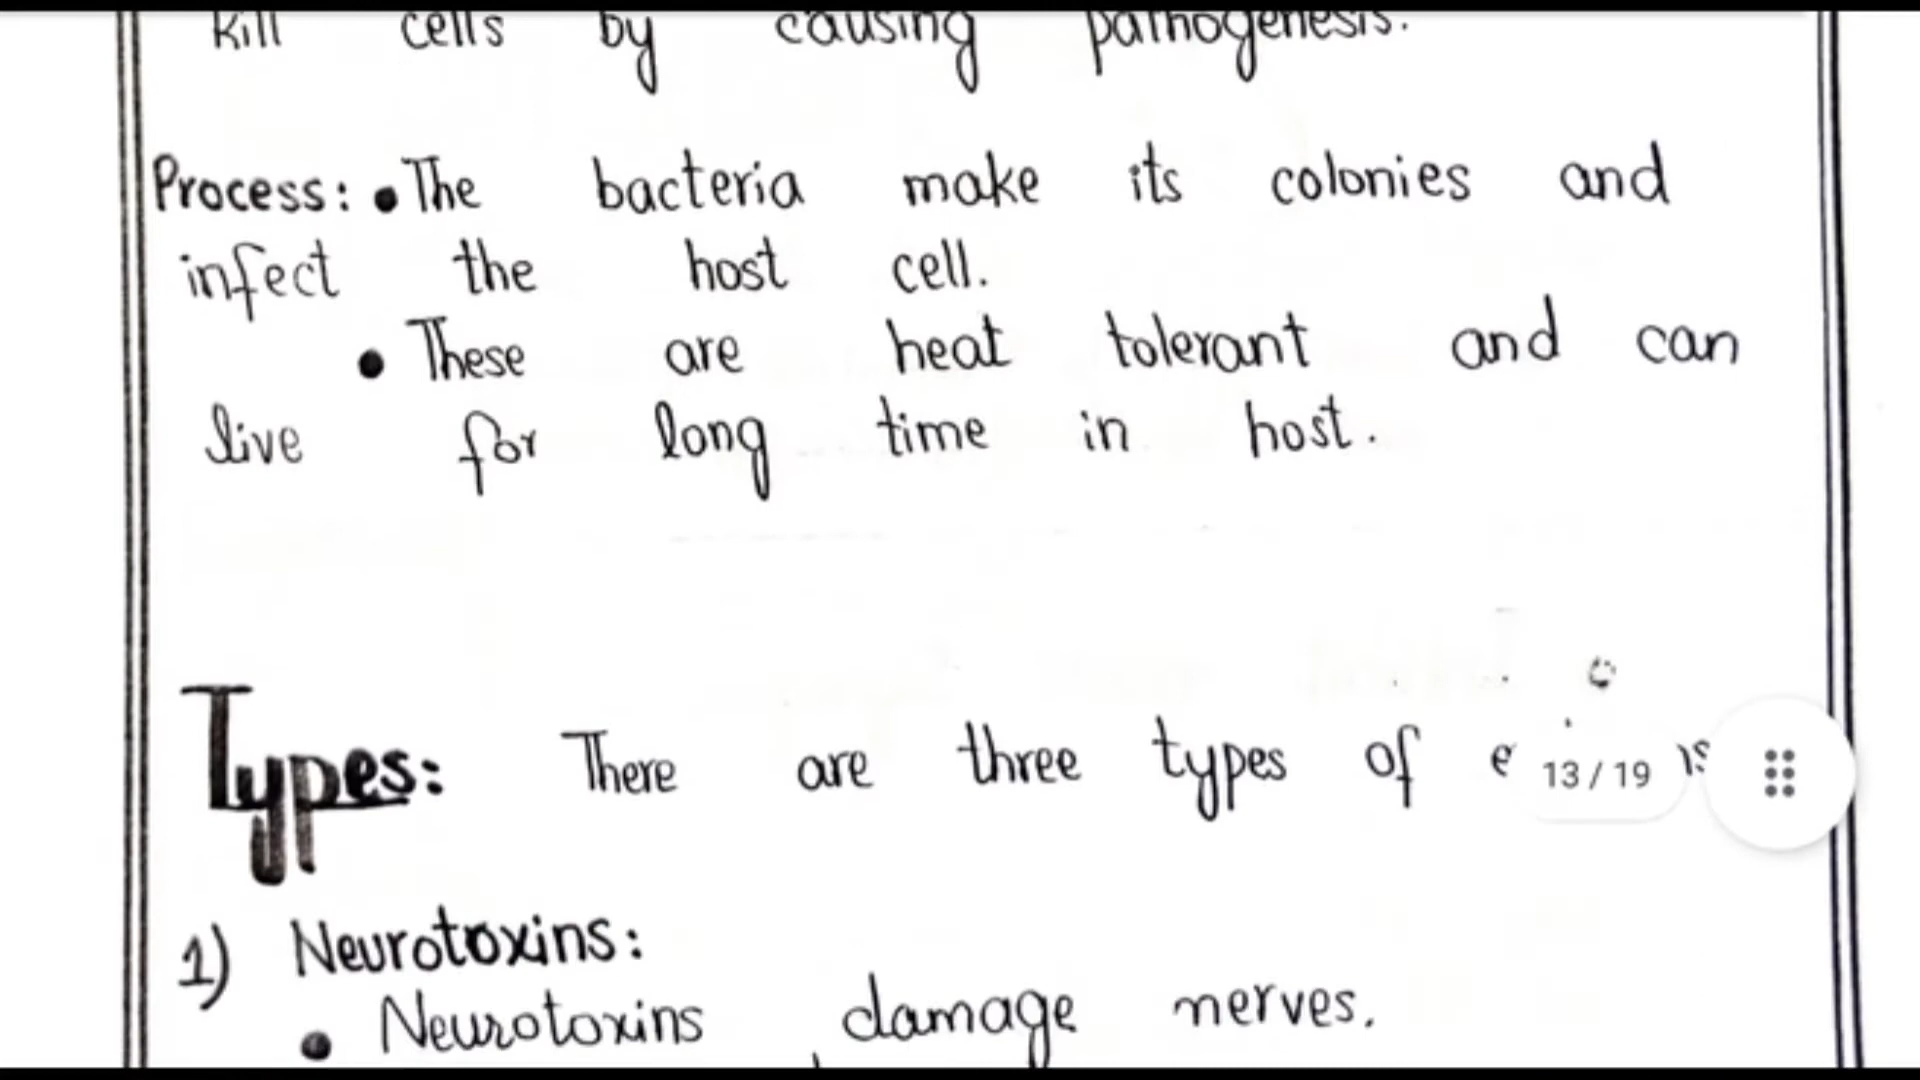 kill cells by causing pathogenesis.
Process: • The bacteria make its colonies and
infect the host cell.
• These are heat tolerant and can
live for long time in host.
Types: There are three types of
13 / 19
1) Neurotoxins:
• Neurotoxins damage nerves.